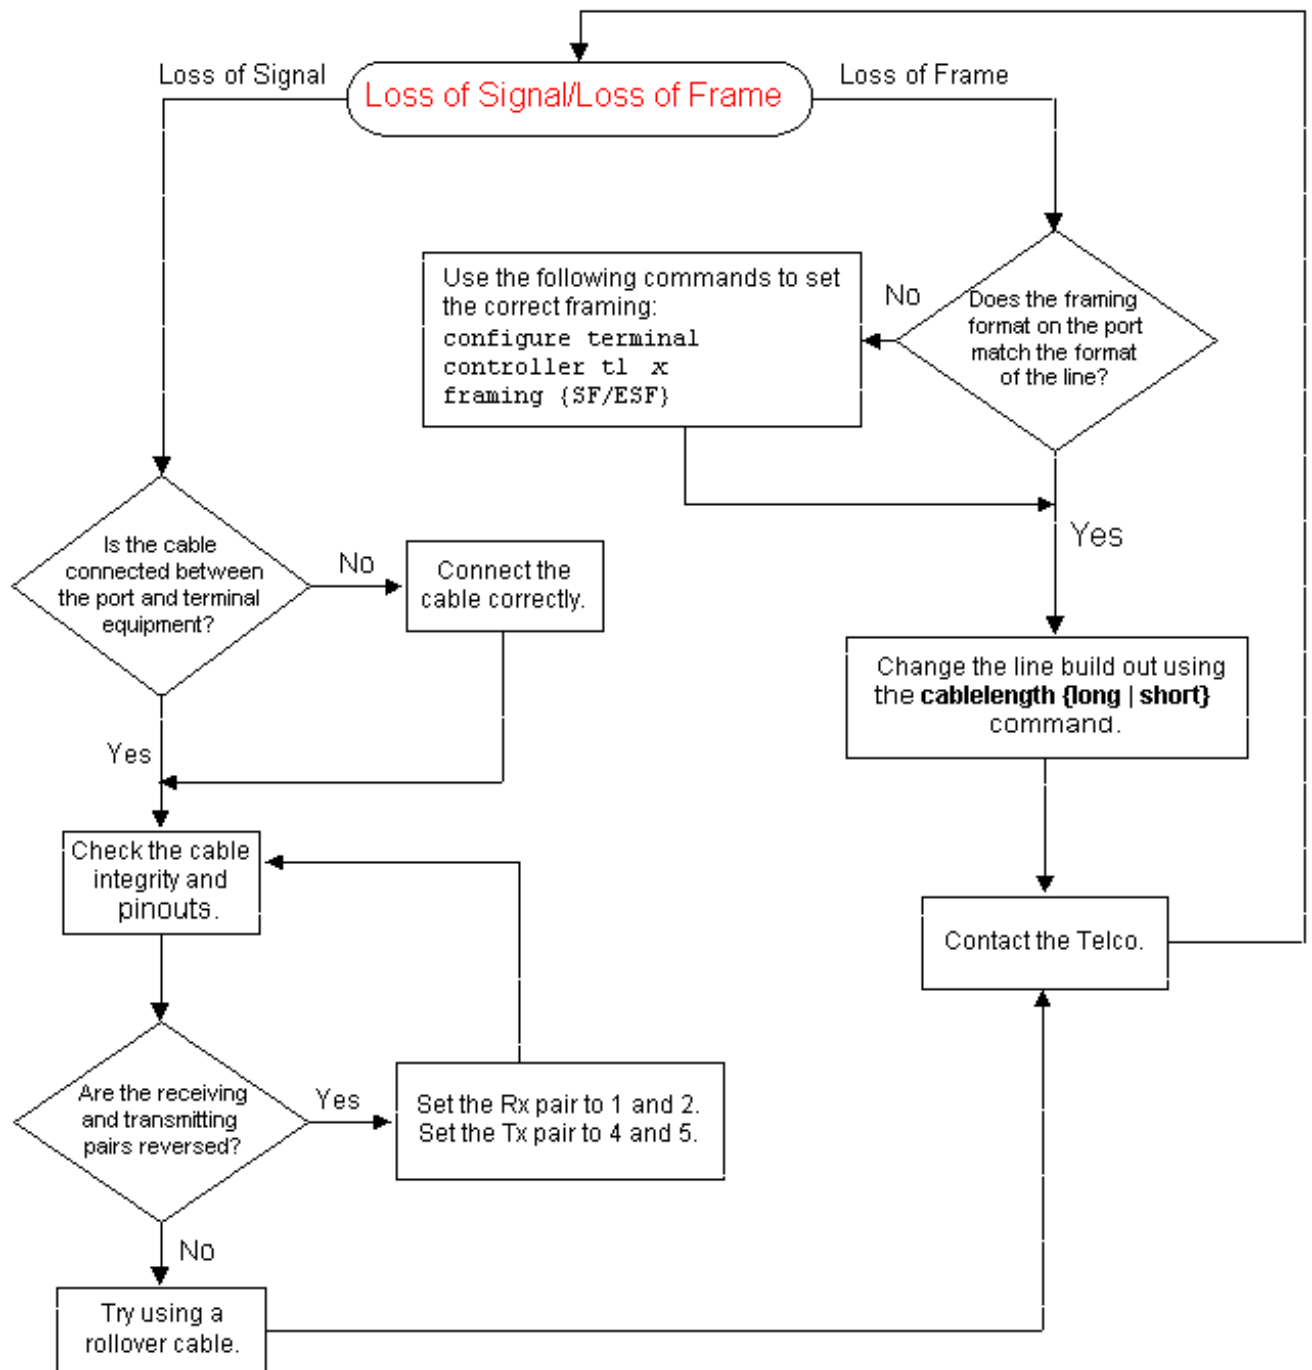 Loss of Signal
Loss of Signal/Loss of Frame
Loss of Frame
Use the following commands to set
the correct framing:
configure terminal
controller tl x
framing {SF/ESF}
No
Does the framing
format on the port
match the format
of the line?
Yes
Is the cable
connected between
the port and terminal
equipment?
No
Connect the
cable correctly.
Yes
Change the line build out using
the cablelength {long | short}
command.
Check the cable
integrity and
pinouts.
Contact the Telco.
Are the receiving
and transmitting
pairs reversed?
Yes
Set the Rx pair to 1 and 2.
Set the Tx pair to 4 and 5.
No
Try using a
rollover cable.